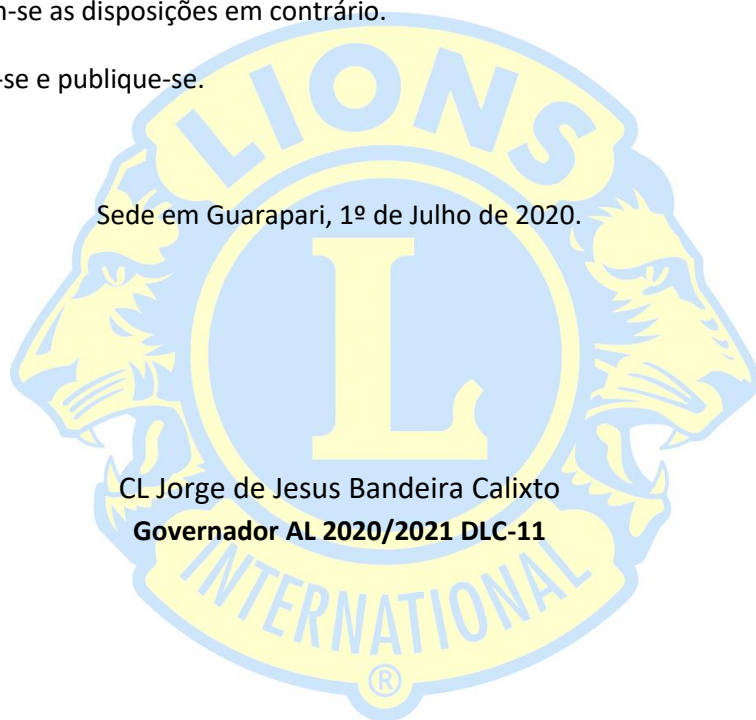 -se as disposições em contrário.
-se e publique-se.
LIONS
Sede em Guarapari, 1º de Julho de 2020.
L
CL Jorge de Jesus Bandeira Calixto
Governador AL 2020/2021 DLC-11
INTERNATIONAL
®